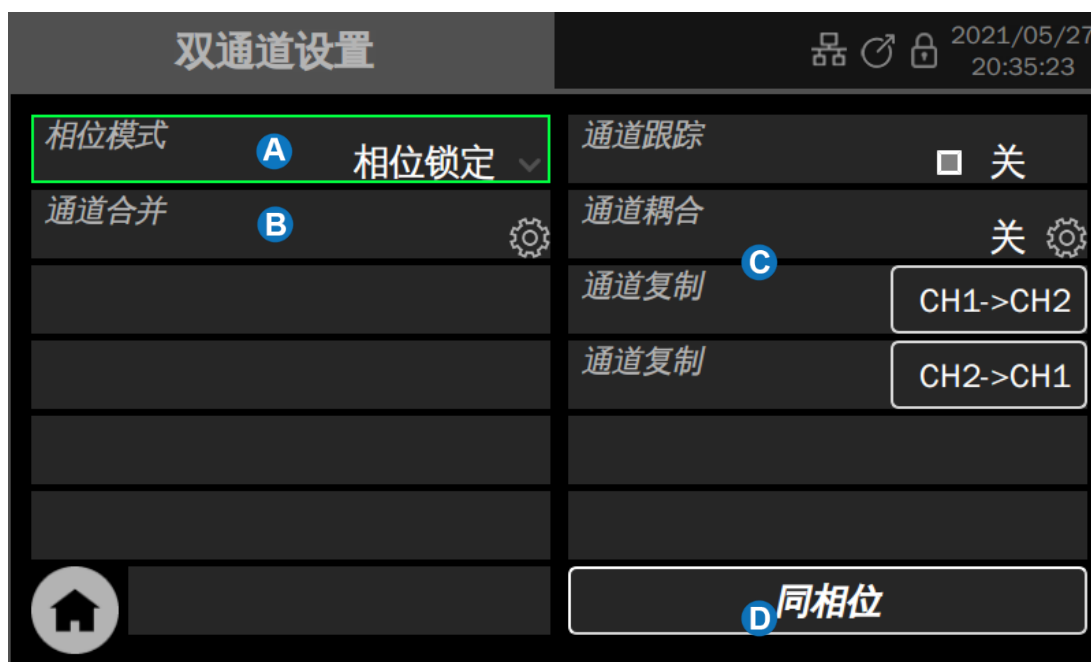 双通道设置
2021/05/27
20:35:23
相位模式
A
相位锁定
通道跟踪
关
通道合并
B
通道耦合
关
C
通道复制
CH1->CH2
通道复制
CH2->CH1
D
同相位